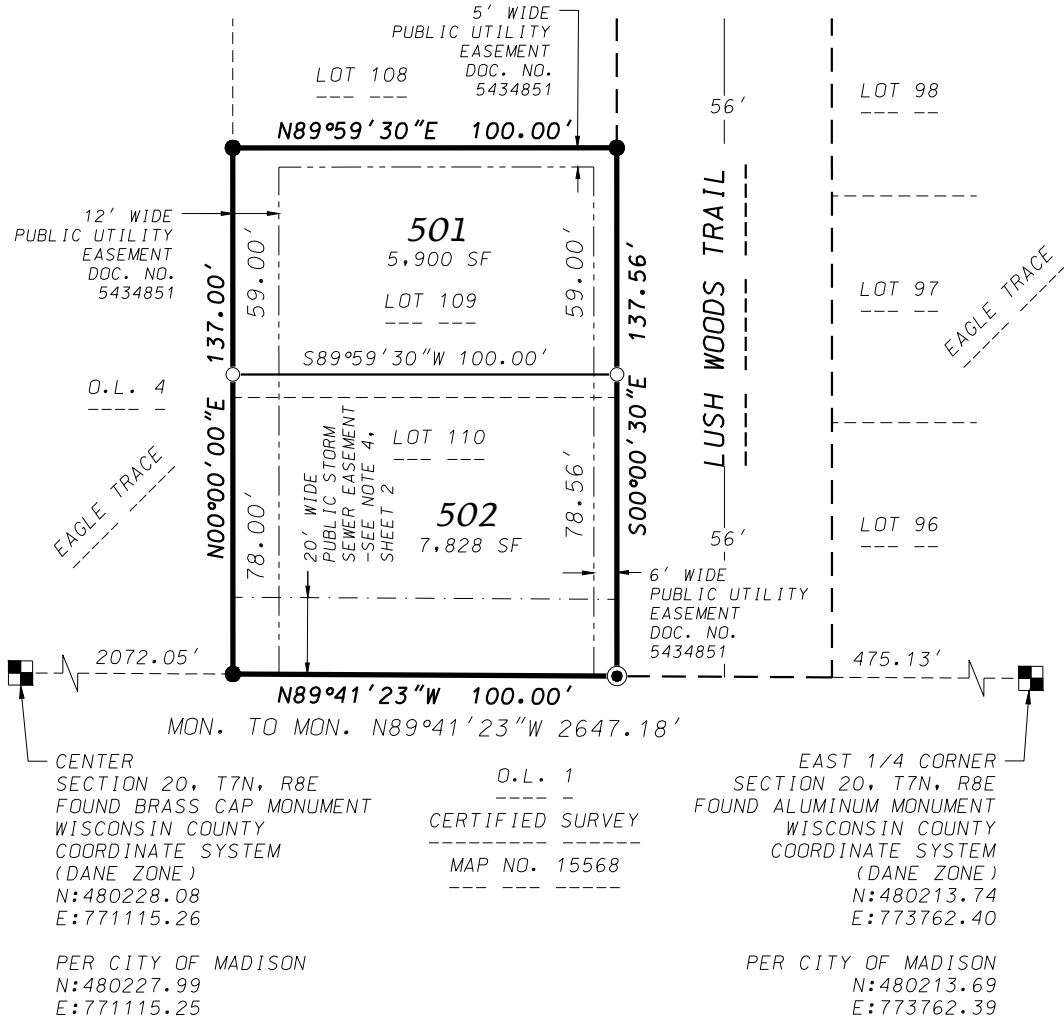 5' WIDE
PUBLIC UTILITY
EASEMENT
DOC. NO.
5434851
LOT 108
56'
LOT 98
N89°59'30"E 100.00'
12' WIDE
PUBLIC UTILITY
EASEMENT
DOC. NO.
5434851
501
5,900 SF
59.00'
59.00'
LOT 109
137.00'
137.56'
LUSH WOODS TRAIL
LOT 97
EAGLE TRACE
S89°59'30"W 100.00'
O.L. 4
N00°00'00"E
S00°00'30"E
LOT 110
20' WIDE
PUBLIC STORM
SEWER EASEMENT
-SEE NOTE 4,
SHEET 2
EAGLE TRACE
502
7,828 SF
78.00'
78.56'
56'
LOT 96
6' WIDE
PUBLIC UTILITY
EASEMENT
DOC. NO.
5434851
2072.05'
475.13'
N89°41'23"W 100.00'
MON. TO MON. N89°41'23"W 2647.18'
CENTER
SECTION 20, T7N, R8E
FOUND BRASS CAP MONUMENT
WISCONSIN COUNTY
COORDINATE SYSTEM
(DANE ZONE)
N:480228.08
E:771115.26
PER CITY OF MADISON
N:480227.99
E:771115.25
O.L. 1
CERTIFIED SURVEY
MAP NO. 15568
EAST 1/4 CORNER
SECTION 20, T7N, R8E
FOUND ALUMINUM MONUMENT
WISCONSIN COUNTY
COORDINATE SYSTEM
(DANE ZONE)
N:480213.74
E:773762.40
PER CITY OF MADISON
N:480213.69
E:773762.39